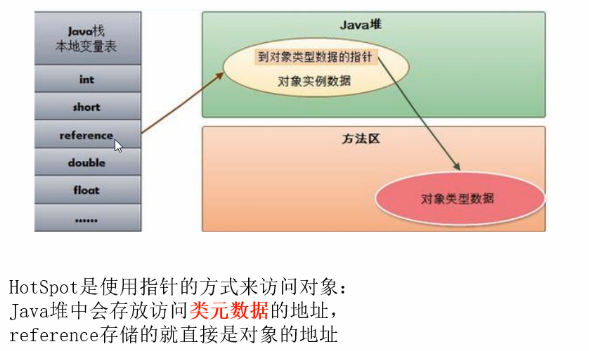 Java栈
本地变量表
int
short
reference
double
float
......
Java堆
到对象类型数据的指针
对象实例数据
方法区
对象类型数据
HotSpot是使用指针的方式来访问对象：
Java堆中会存放访问类元数据的地址，
reference存储的就直接是对象的地址